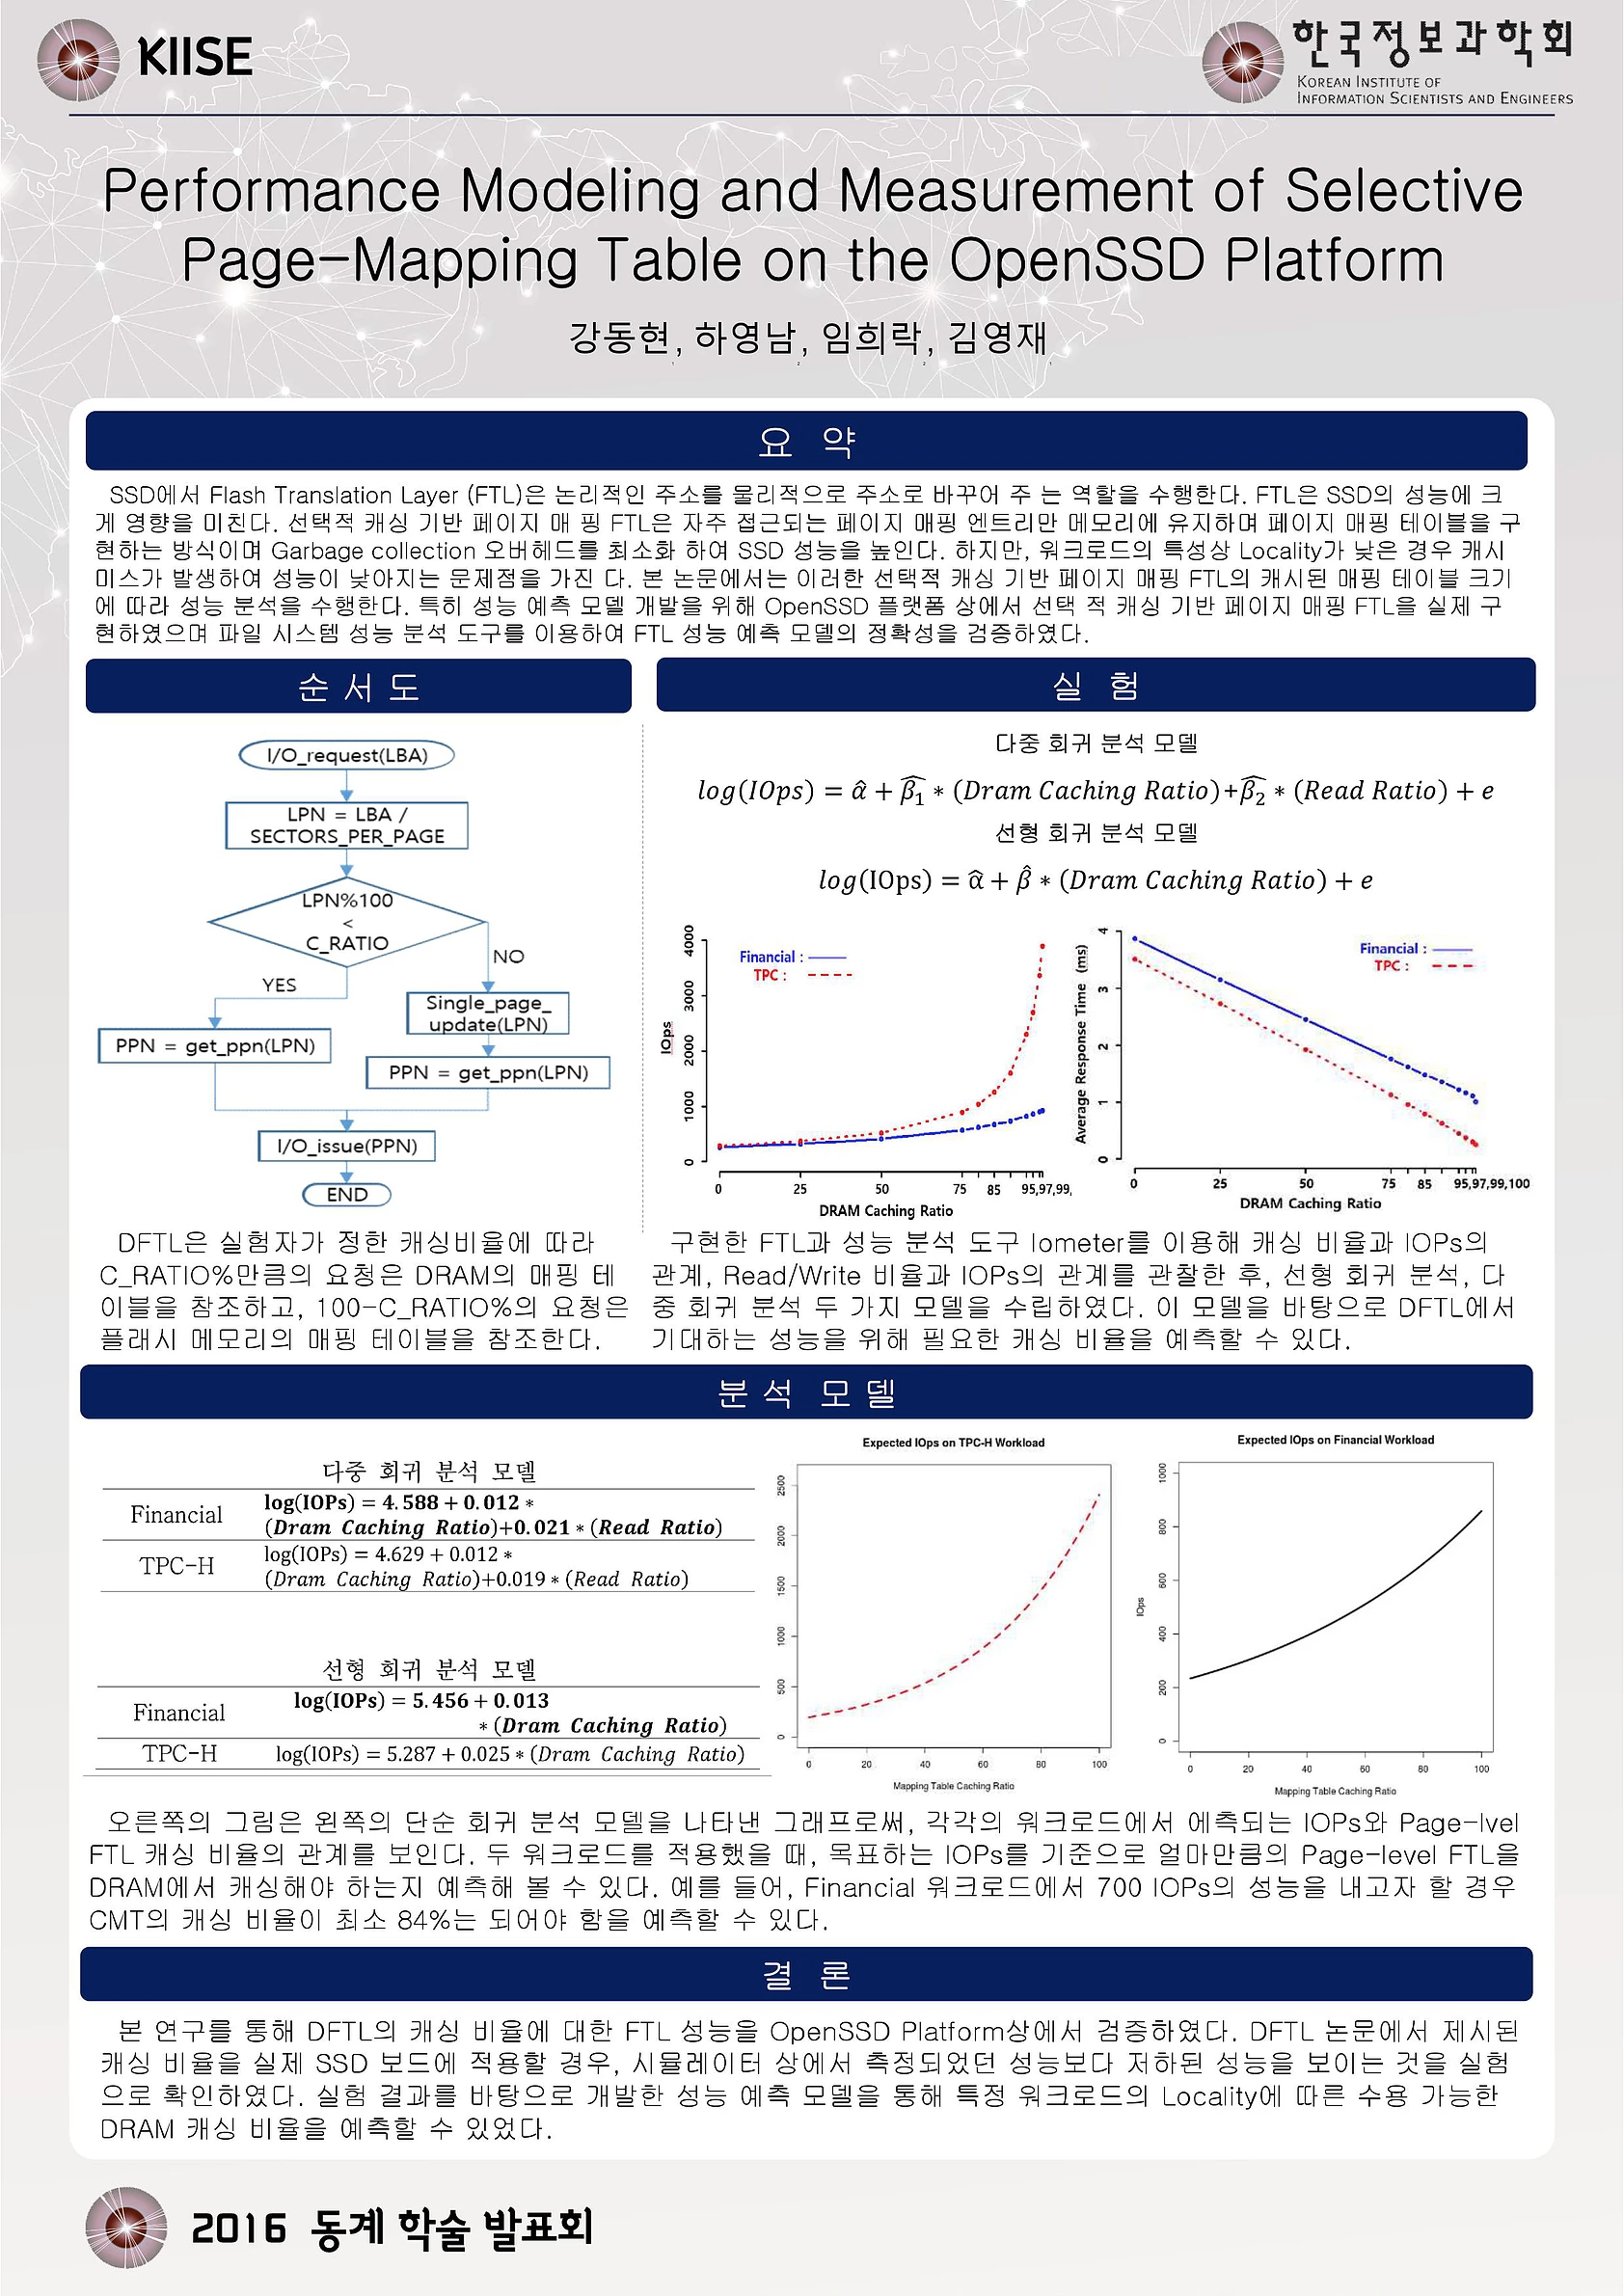 KIISE
한국정보과학회
KOREAN INSTITUTE OF
INFORMATION SCIENTISTS AND ENGINEERS
Performance Modeling and Measurement of Selective
Page-Mapping Table on the OpenSSD Platform
강동현, 하영남, 임희락, 김영재
요 약
SSD에서 Flash Translation Layer (FTL)은 논리적인 주소를 물리적으로 주소로 바꾸어 주 는 역할을 수행한다. FTL은 SSD의 성능에 크
게 영향을 미친다. 선택적 캐싱 기반 페이지 매 핑 FTL은 자주 접근되는 페이지 매핑 엔트리만 메모리에 유지하며 페이지 매핑 테이블을 구
현하는 방식이며 Garbage collection 오버헤드를 최소화 하여 SSD 성능을 높인다. 하지만, 워크로드의 특성상 Locality가 낮은 경우 캐시
미스가 발생하여 성능이 낮아지는 문제점을 가진 다. 본 논문에서는 이러한 선택적 캐싱 기반 페이지 매핑 FTL의 캐시된 매핑 테이블 크기
에 따라 성능 분석을 수행한다. 특히 성능 예측 모델 개발을 위해 OpenSSD 플랫폼 상에서 선택 적 캐싱 기반 페이지 매핑 FTL을 실제 구
현하였으며 파일 시스템 성능 분석 도구를 이용하여 FTL 성능 예측 모델의 정확성을 검증하였다.
순 서 도
I/O_request(LBA)
LPN = LBA /
SECTORS_PER_PAGE
LPN%100
<
C_RATIO
NO
YES
Single_page_
update(LPN)
PPN = get_ppn(LPN)
PPN = get_ppn(LPN)
I/O_issue(PPN)
END
DFTL은 실험자가 정한 캐싱비율에 따라
C_RATIO%만큼의 요청은 DRAM의 매핑 테
이블을 참조하고, 100-C_RATIO%의 요청은
플래시 메모리의 매핑 테이블을 참조한다.
실 험
다중 회귀 분석 모델
log(IOps) = α̂ + β̂₁ * (Dram Caching Ratio)+β̂₂ * (Read Ratio) + e
선형 회귀 분석 모델
log(IOps) = α̂ + β̂ * (Dram Caching Ratio) + e
Financial :
TPC :
IOps
4000
3000
2000
1000
0
0 25 50 75 85 95,97,99,
DRAM Caching Ratio
Financial :
TPC :
Average Response Time (ms)
4
3
2
1
0
0 25 50 75 85 95,97,99,100
DRAM Caching Ratio
구현한 FTL과 성능 분석 도구 Iometer를 이용해 캐싱 비율과 IOPs의
관계, Read/Write 비율과 IOPs의 관계를 관찰한 후, 선형 회귀 분석, 다
중 회귀 분석 두 가지 모델을 수립하였다. 이 모델을 바탕으로 DFTL에서
기대하는 성능을 위해 필요한 캐싱 비율을 예측할 수 있다.
분 석 모 델
다중 회귀 분석 모델
Financial
log(IOPs) = 4.588 + 0.012 *
(Dram Caching Ratio)+0.021 * (Read Ratio)
TPC-H
log(IOPs) = 4.629 + 0.012 *
(Dram Caching Ratio)+0.019 * (Read Ratio)
선형 회귀 분석 모델
Financial
log(IOPs) = 5.456 + 0.013
* (Dram Caching Ratio)
TPC-H
log(IOPs) = 5.287 + 0.025 * (Dram Caching Ratio)
Expected IOps on TPC-H Workload
2500
2000
1500
1000
500
0
0 20 40 60 80 100
Mapping Table Caching Ratio
Expected IOps on Financial Workload
IOps
1000
800
600
400
200
0
0 20 40 60 80 100
Mapping Table Caching Ratio
오른쪽의 그림은 왼쪽의 단순 회귀 분석 모델을 나타낸 그래프로써, 각각의 워크로드에서 에측되는 IOPs와 Page-lvel
FTL 캐싱 비율의 관계를 보인다. 두 워크로드를 적용했을 때, 목표하는 IOPs를 기준으로 얼마만큼의 Page-level FTL을
DRAM에서 캐싱해야 하는지 예측해 볼 수 있다. 예를 들어, Financial 워크로드에서 700 IOPs의 성능을 내고자 할 경우
CMT의 캐싱 비율이 최소 84%는 되어야 함을 예측할 수 있다.
결 론
본 연구를 통해 DFTL의 캐싱 비율에 대한 FTL 성능을 OpenSSD Platform상에서 검증하였다. DFTL 논문에서 제시된
캐싱 비율을 실제 SSD 보드에 적용할 경우, 시뮬레이터 상에서 측정되었던 성능보다 저하된 성능을 보이는 것을 실험
으로 확인하였다. 실험 결과를 바탕으로 개발한 성능 예측 모델을 통해 특정 워크로드의 Locality에 따른 수용 가능한
DRAM 캐싱 비율을 예측할 수 있었다.
2016 동계 학술 발표회